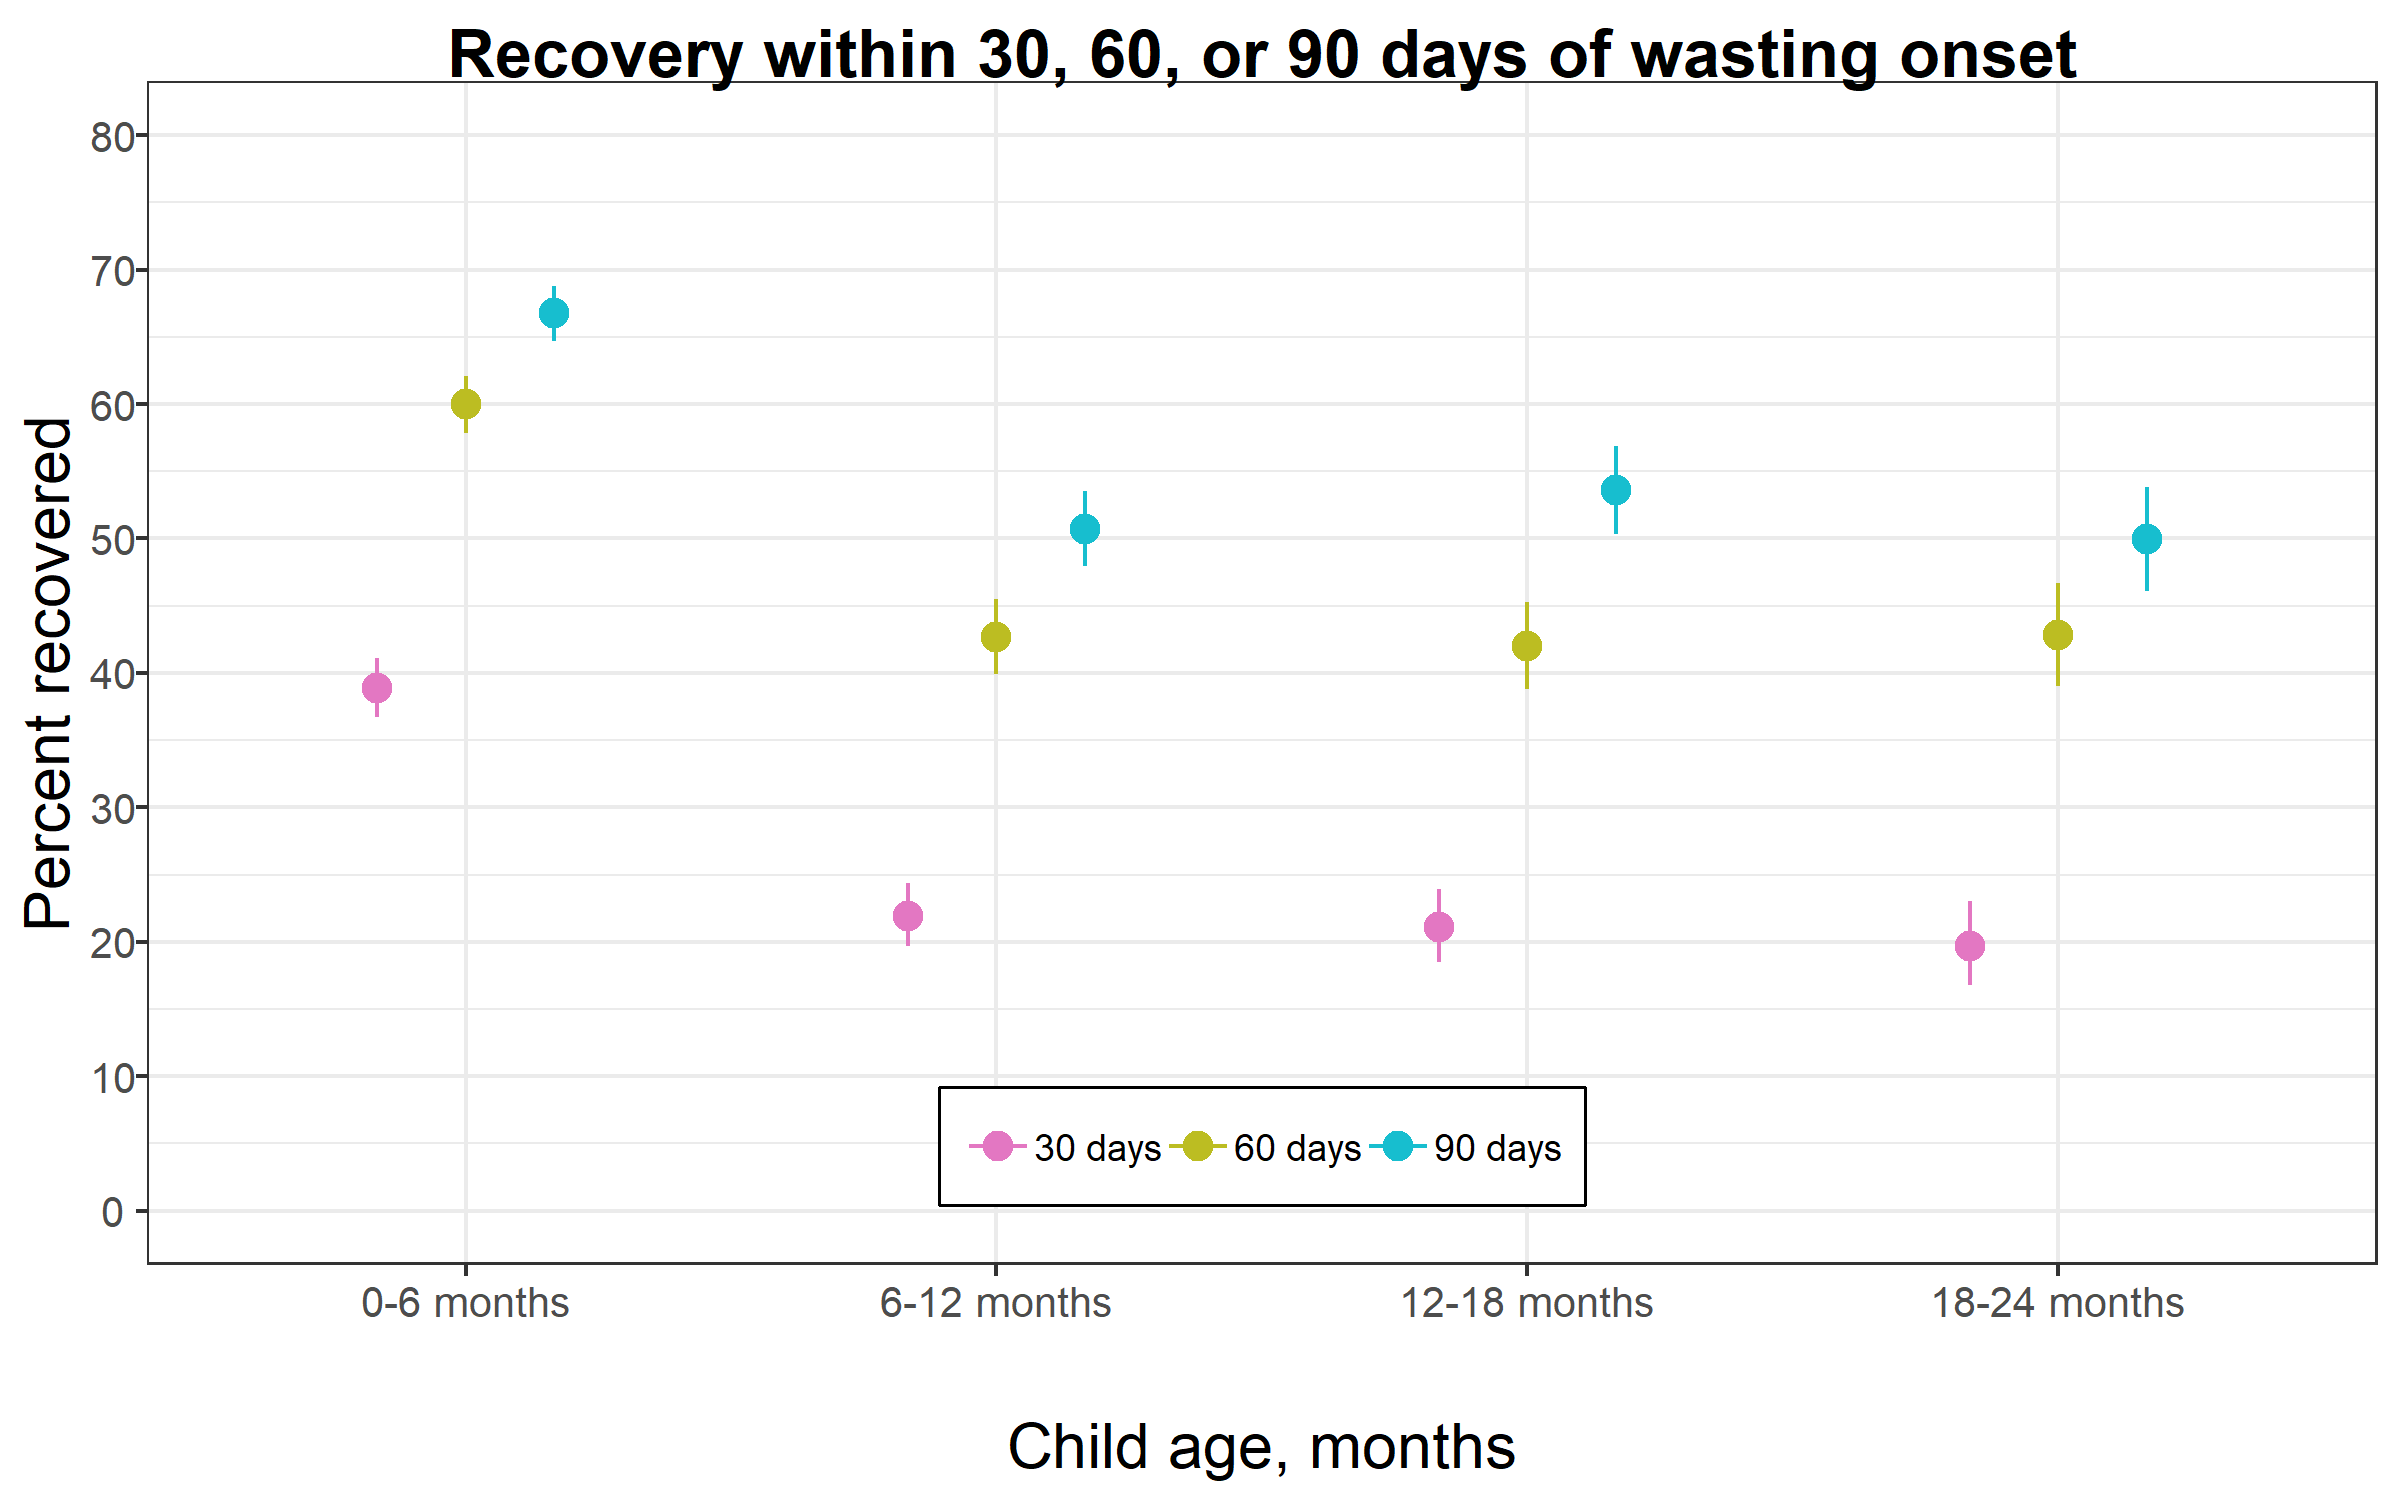 Recovery within 30, 60, or 90 days of wasting onset
Percent recovered
80
70
60
50
40
30
20
10
0
30 days 60 days 90 days
0-6 months 6-12 months 12-18 months 18-24 months
Child age, months